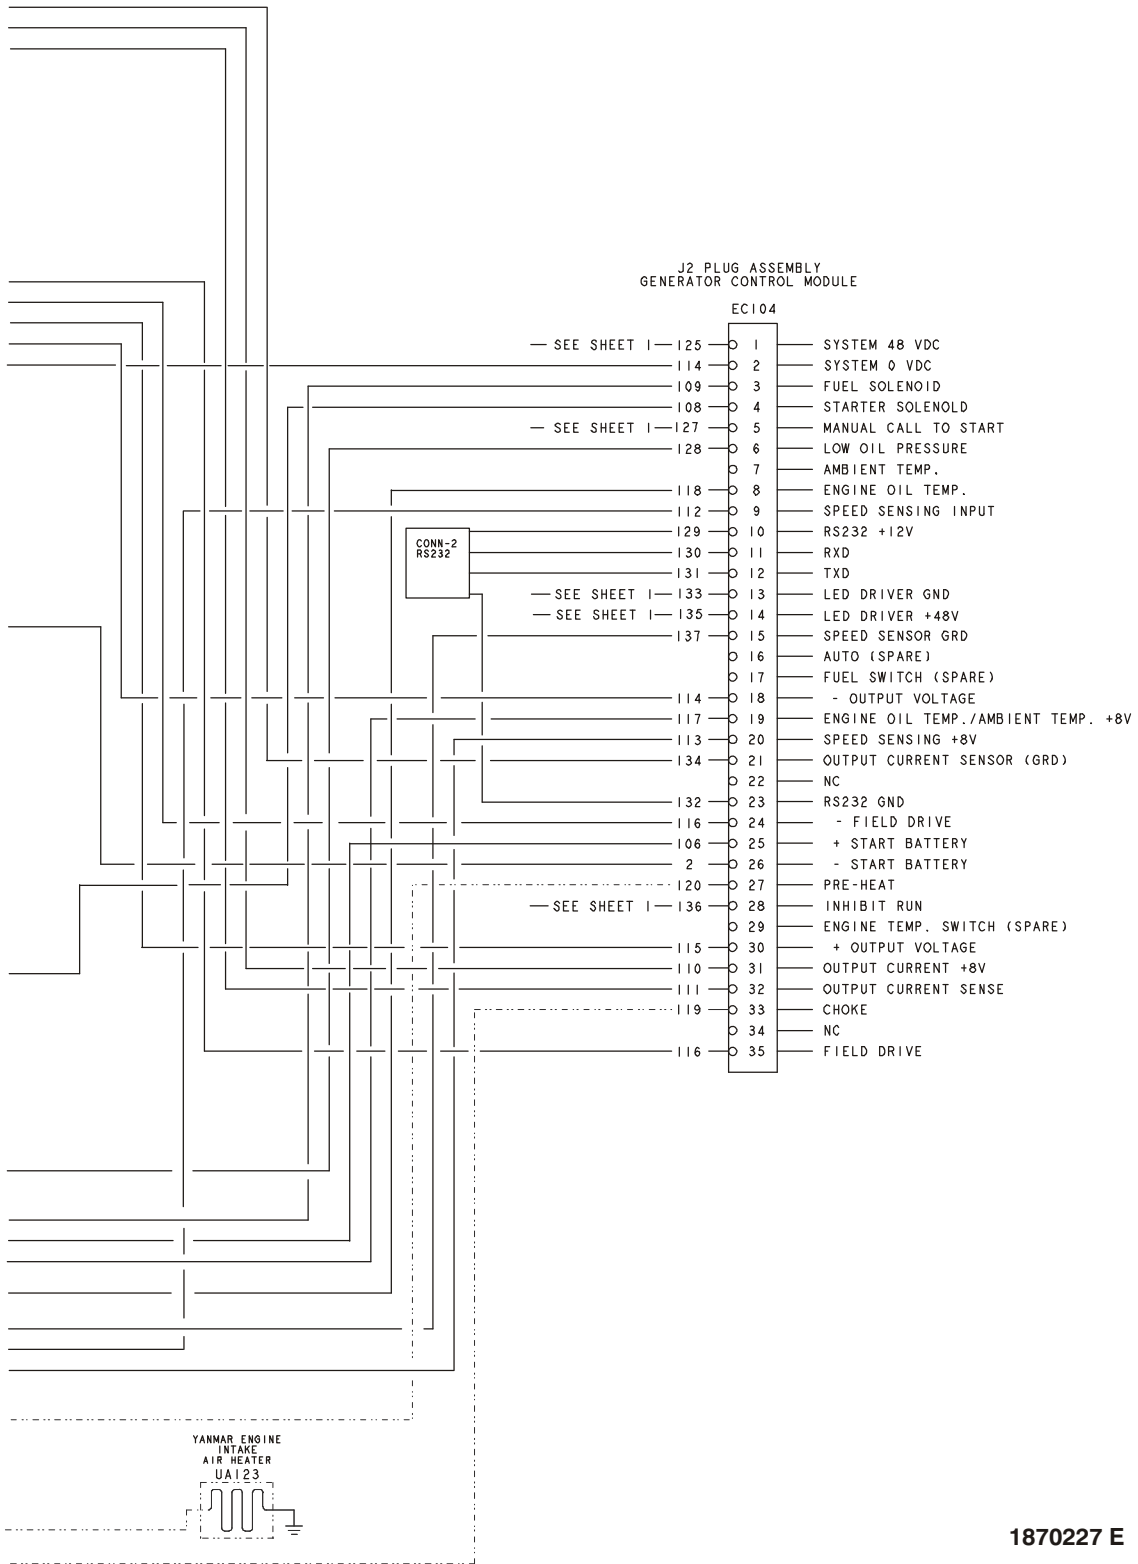 J2 PLUG ASSEMBLY
GENERATOR CONTROL MODULE
EC104
SEE SHEET 1 125 1 SYSTEM 48 VDC
114 2 SYSTEM 0 VDC
109 3 FUEL SOLENOID
108 4 STARTER SOLENOLD
SEE SHEET 1 127 5 MANUAL CALL TO START
128 6 LOW OIL PRESSURE
7 AMBIENT TEMP.
118 8 ENGINE OIL TEMP.
112 9 SPEED SENSING INPUT
129 10 RS232 +12V
CONN-2
RS232
130 11 RXD
131 12 TXD
SEE SHEET 1 133 13 LED DRIVER GND
SEE SHEET 1 135 14 LED DRIVER +48V
137 15 SPEED SENSOR GRD
16 AUTO (SPARE)
17 FUEL SWITCH (SPARE)
114 18 - OUTPUT VOLTAGE
117 19 ENGINE OIL TEMP./AMBIENT TEMP. +8V
113 20 SPEED SENSING +8V
134 21 OUTPUT CURRENT SENSOR (GRD)
22 NC
132 23 RS232 GND
116 24 - FIELD DRIVE
106 25 + START BATTERY
2 26 - START BATTERY
120 27 PRE-HEAT
SEE SHEET 1 136 28 INHIBIT RUN
29 ENGINE TEMP. SWITCH (SPARE)
115 30 + OUTPUT VOLTAGE
110 31 OUTPUT CURRENT +8V
111 32 OUTPUT CURRENT SENSE
119 33 CHOKE
34 NC
116 35 FIELD DRIVE
YANMAR ENGINE
INTAKE
AIR HEATER
UA123
1870227 E